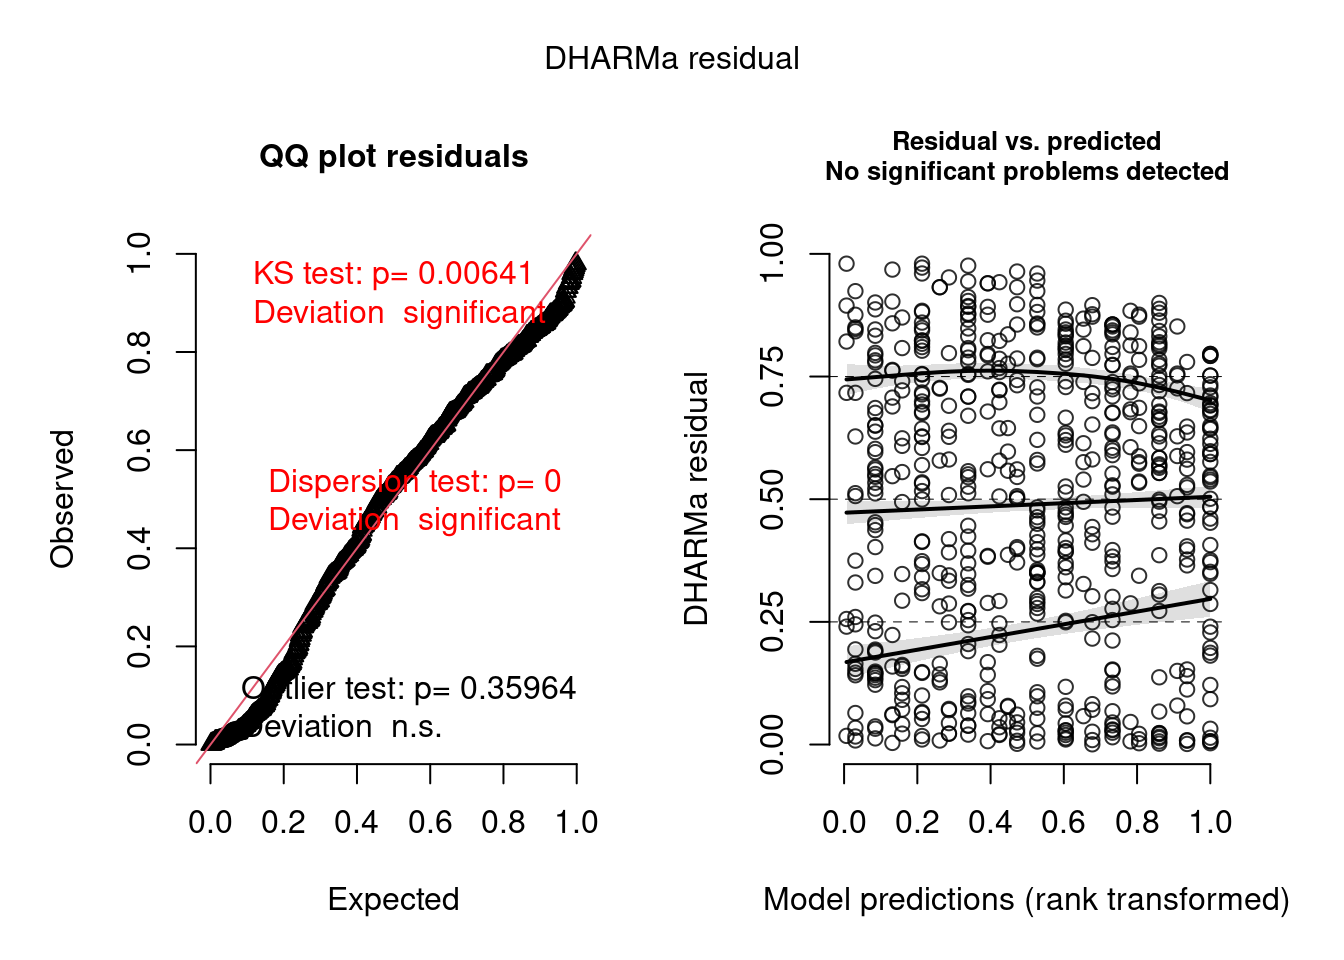 DHARMa residual
QQ plot residuals
KS test: p= 0.00641
Deviation  significant
Dispersion test: p= 0
Deviation  significant
Outlier test: p= 0.35964
Deviation  n.s.
Observed
0.0 0.2 0.4 0.6 0.8 1.0
0.0 0.2 0.4 0.6 0.8 1.0
Expected
Residual vs. predicted
No significant problems detected
DHARMa residual
0.00 0.25 0.50 0.75 1.00
0.0 0.2 0.4 0.6 0.8 1.0
Model predictions (rank transformed)